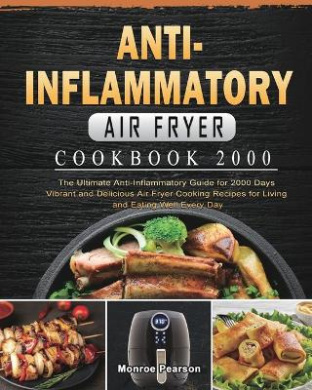 ANTI-
INFLAMMATORY
AIR FRYER
COOKBOOK 2000
The Ultimate Anti-Inflammatory Guide for 2000 Days
Vibrant and Delicious Air Fryer Cooking Recipes for Living
and Eating Well Every Day
Monroe Pearson